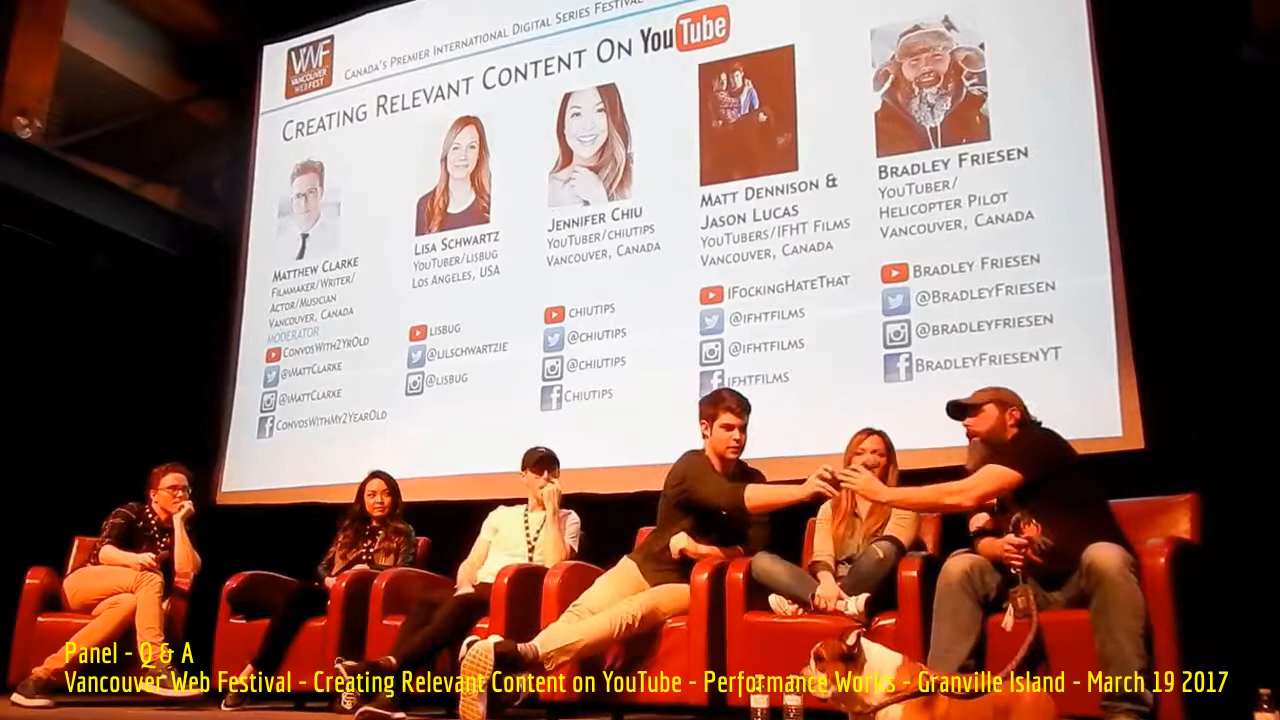 VWF
VANCOUVER
WEB FEST
CANADA'S PREMIER INTERNATIONAL DIGITAL SERIES FESTIVAL
CREATING RELEVANT CONTENT ON YouTube
MATTHEW CLARKE
FILMMAKER/WRITER/
ACTOR/MUSICIAN
VANCOUVER, CANADA
MODERATOR
CONVOSWITH2YROLD
@IMATTCLARKE
@IMATTCLARKE
CONVOSWITHMY2YEAROLD
LISA SCHWARTZ
YOUTUBER/LISBUG
LOS ANGELES, USA
LISBUG
@LILSCHWARTZIE
@LISBUG
JENNIFER CHIU
YOUTUBER/CHIUTIPS
VANCOUVER, CANADA
CHIUTIPS
@CHIUTIPS
@CHIUTIPS
CHIUTIPS
MATT DENNISON &
JASON LUCAS
YOUTUBERS/IFHT FILMS
VANCOUVER, CANADA
IFOCKINGHATETHAT
@IFHTFILMS
@IFHTFILMS
IFHTFILMS
BRADLEY FRIESEN
YOUTUBER/
HELICOPTER PILOT
VANCOUVER, CANADA
BRADLEY FRIESEN
@BRADLEYFRIESEN
@BRADLEYFRIESEN
BRADLEYFRIESENYT
Panel - Q & A
Vancouver Web Festival - Creating Relevant Content on YouTube - Performance Works - Granville Island - March 19 2017